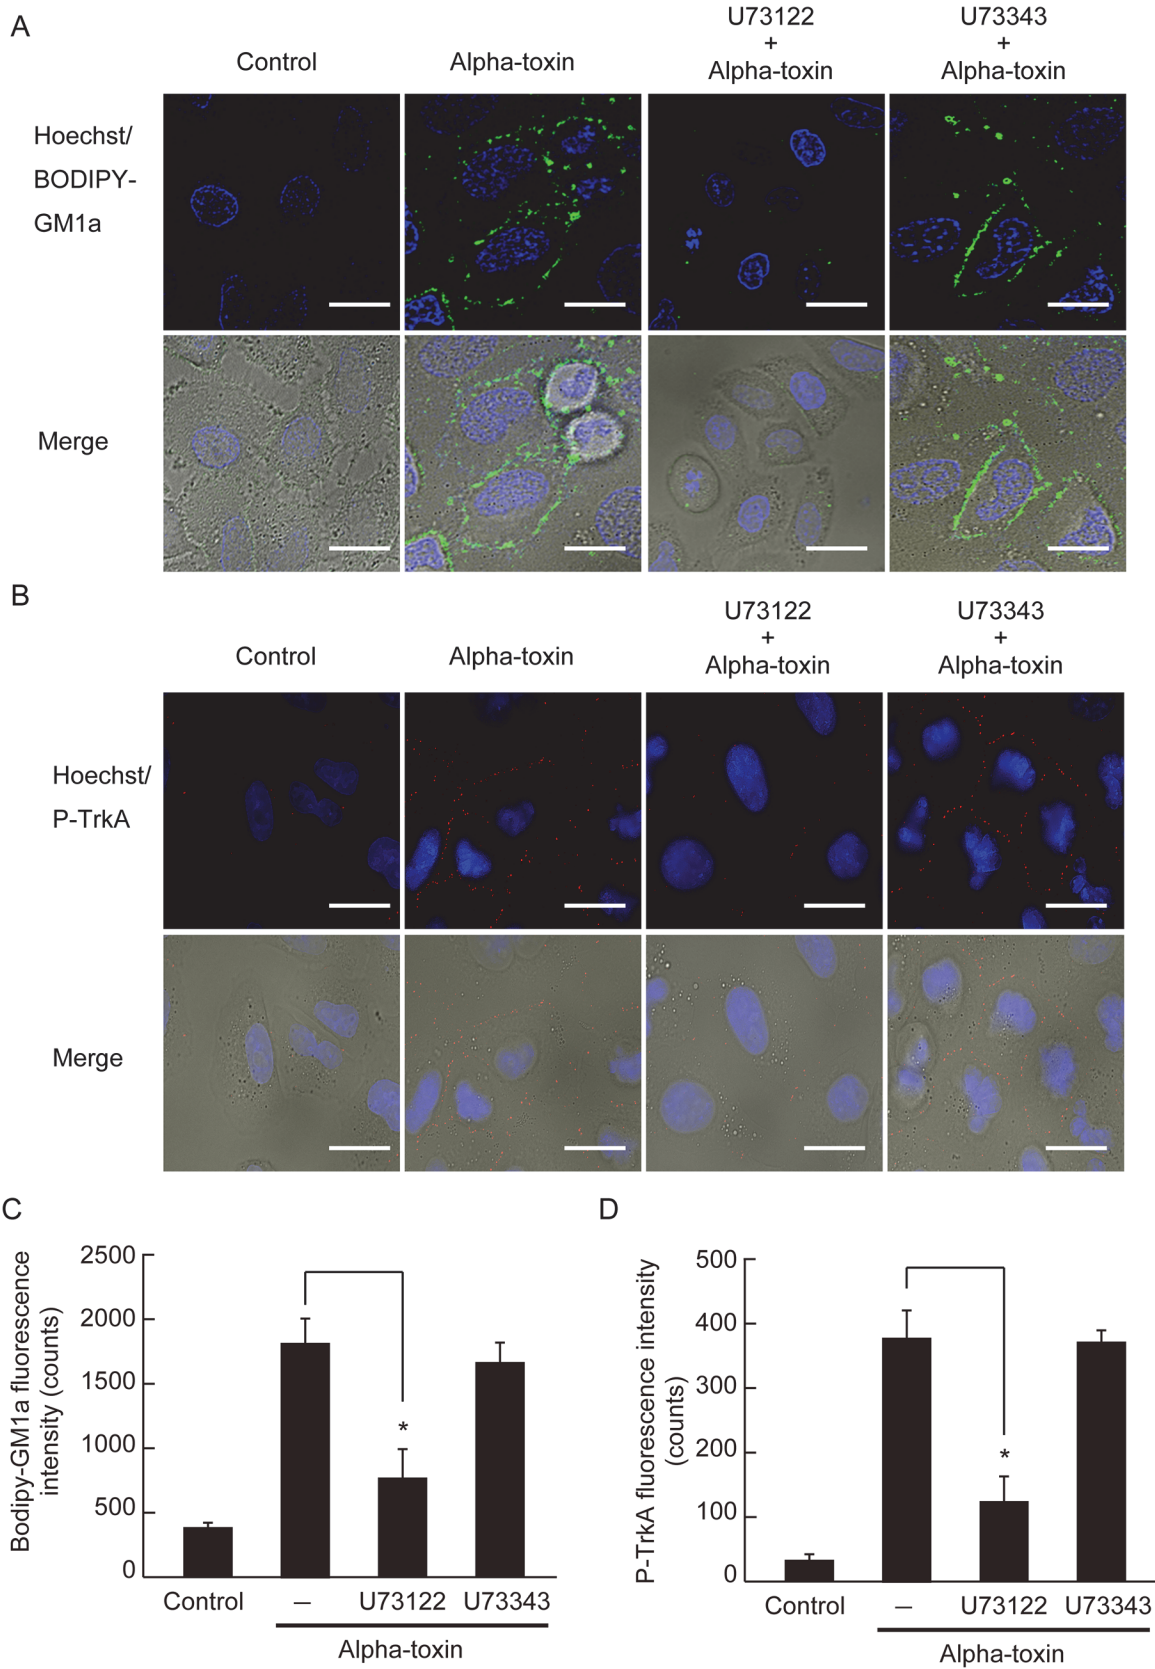 A
Control
Alpha-toxin
U73122
+
Alpha-toxin
U73343
+
Alpha-toxin
Hoechst/
BODIPY-
GM1a
Merge
B
Control
Alpha-toxin
U73122
+
Alpha-toxin
U73343
+
Alpha-toxin
Hoechst/
P-TrkA
Merge
C
Bodipy-GM1a fluorescence
intensity (counts)
2500
2000
1500
1000
500
0
*
Control
—
U73122
U73343
Alpha-toxin
D
P-TrkA fluorescence intensity
(counts)
500
400
300
200
100
0
*
Control
—
U73122
U73343
Alpha-toxin